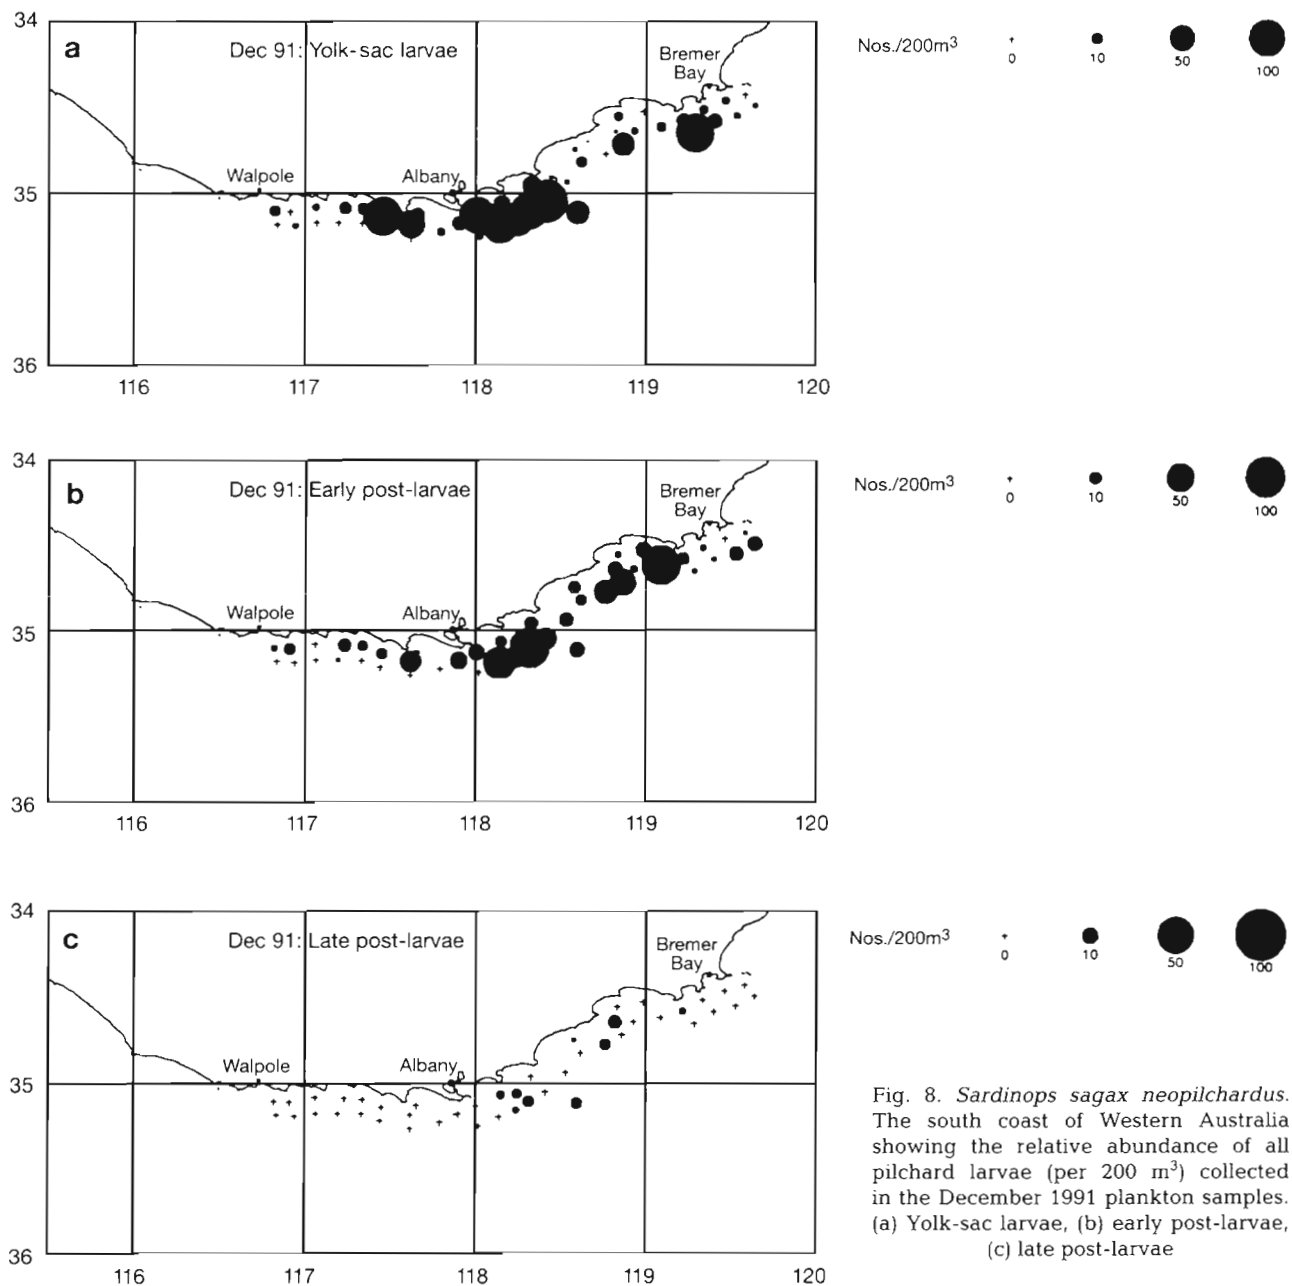 34
a
Dec 91: Yolk-sac larvae
Bremer
Bay
Walpole
Albany
35
36
116
117
118
119
120
Nos./200m³
0
10
50
100
34
b
Dec 91: Early post-larvae
Bremer
Bay
Walpole
Albany
35
36
116
117
118
119
120
Nos./200m³
0
10
50
100
34
c
Dec 91: Late post-larvae
Bremer
Bay
Walpole
Albany
35
36
116
117
118
119
120
Nos./200m³
0
10
50
100
Fig. 8. Sardinops sagax neopilchardus.
The south coast of Western Australia
showing the relative abundance of all
pilchard larvae (per 200 m³) collected
in the December 1991 plankton samples.
(a) Yolk-sac larvae, (b) early post-larvae,
(c) late post-larvae